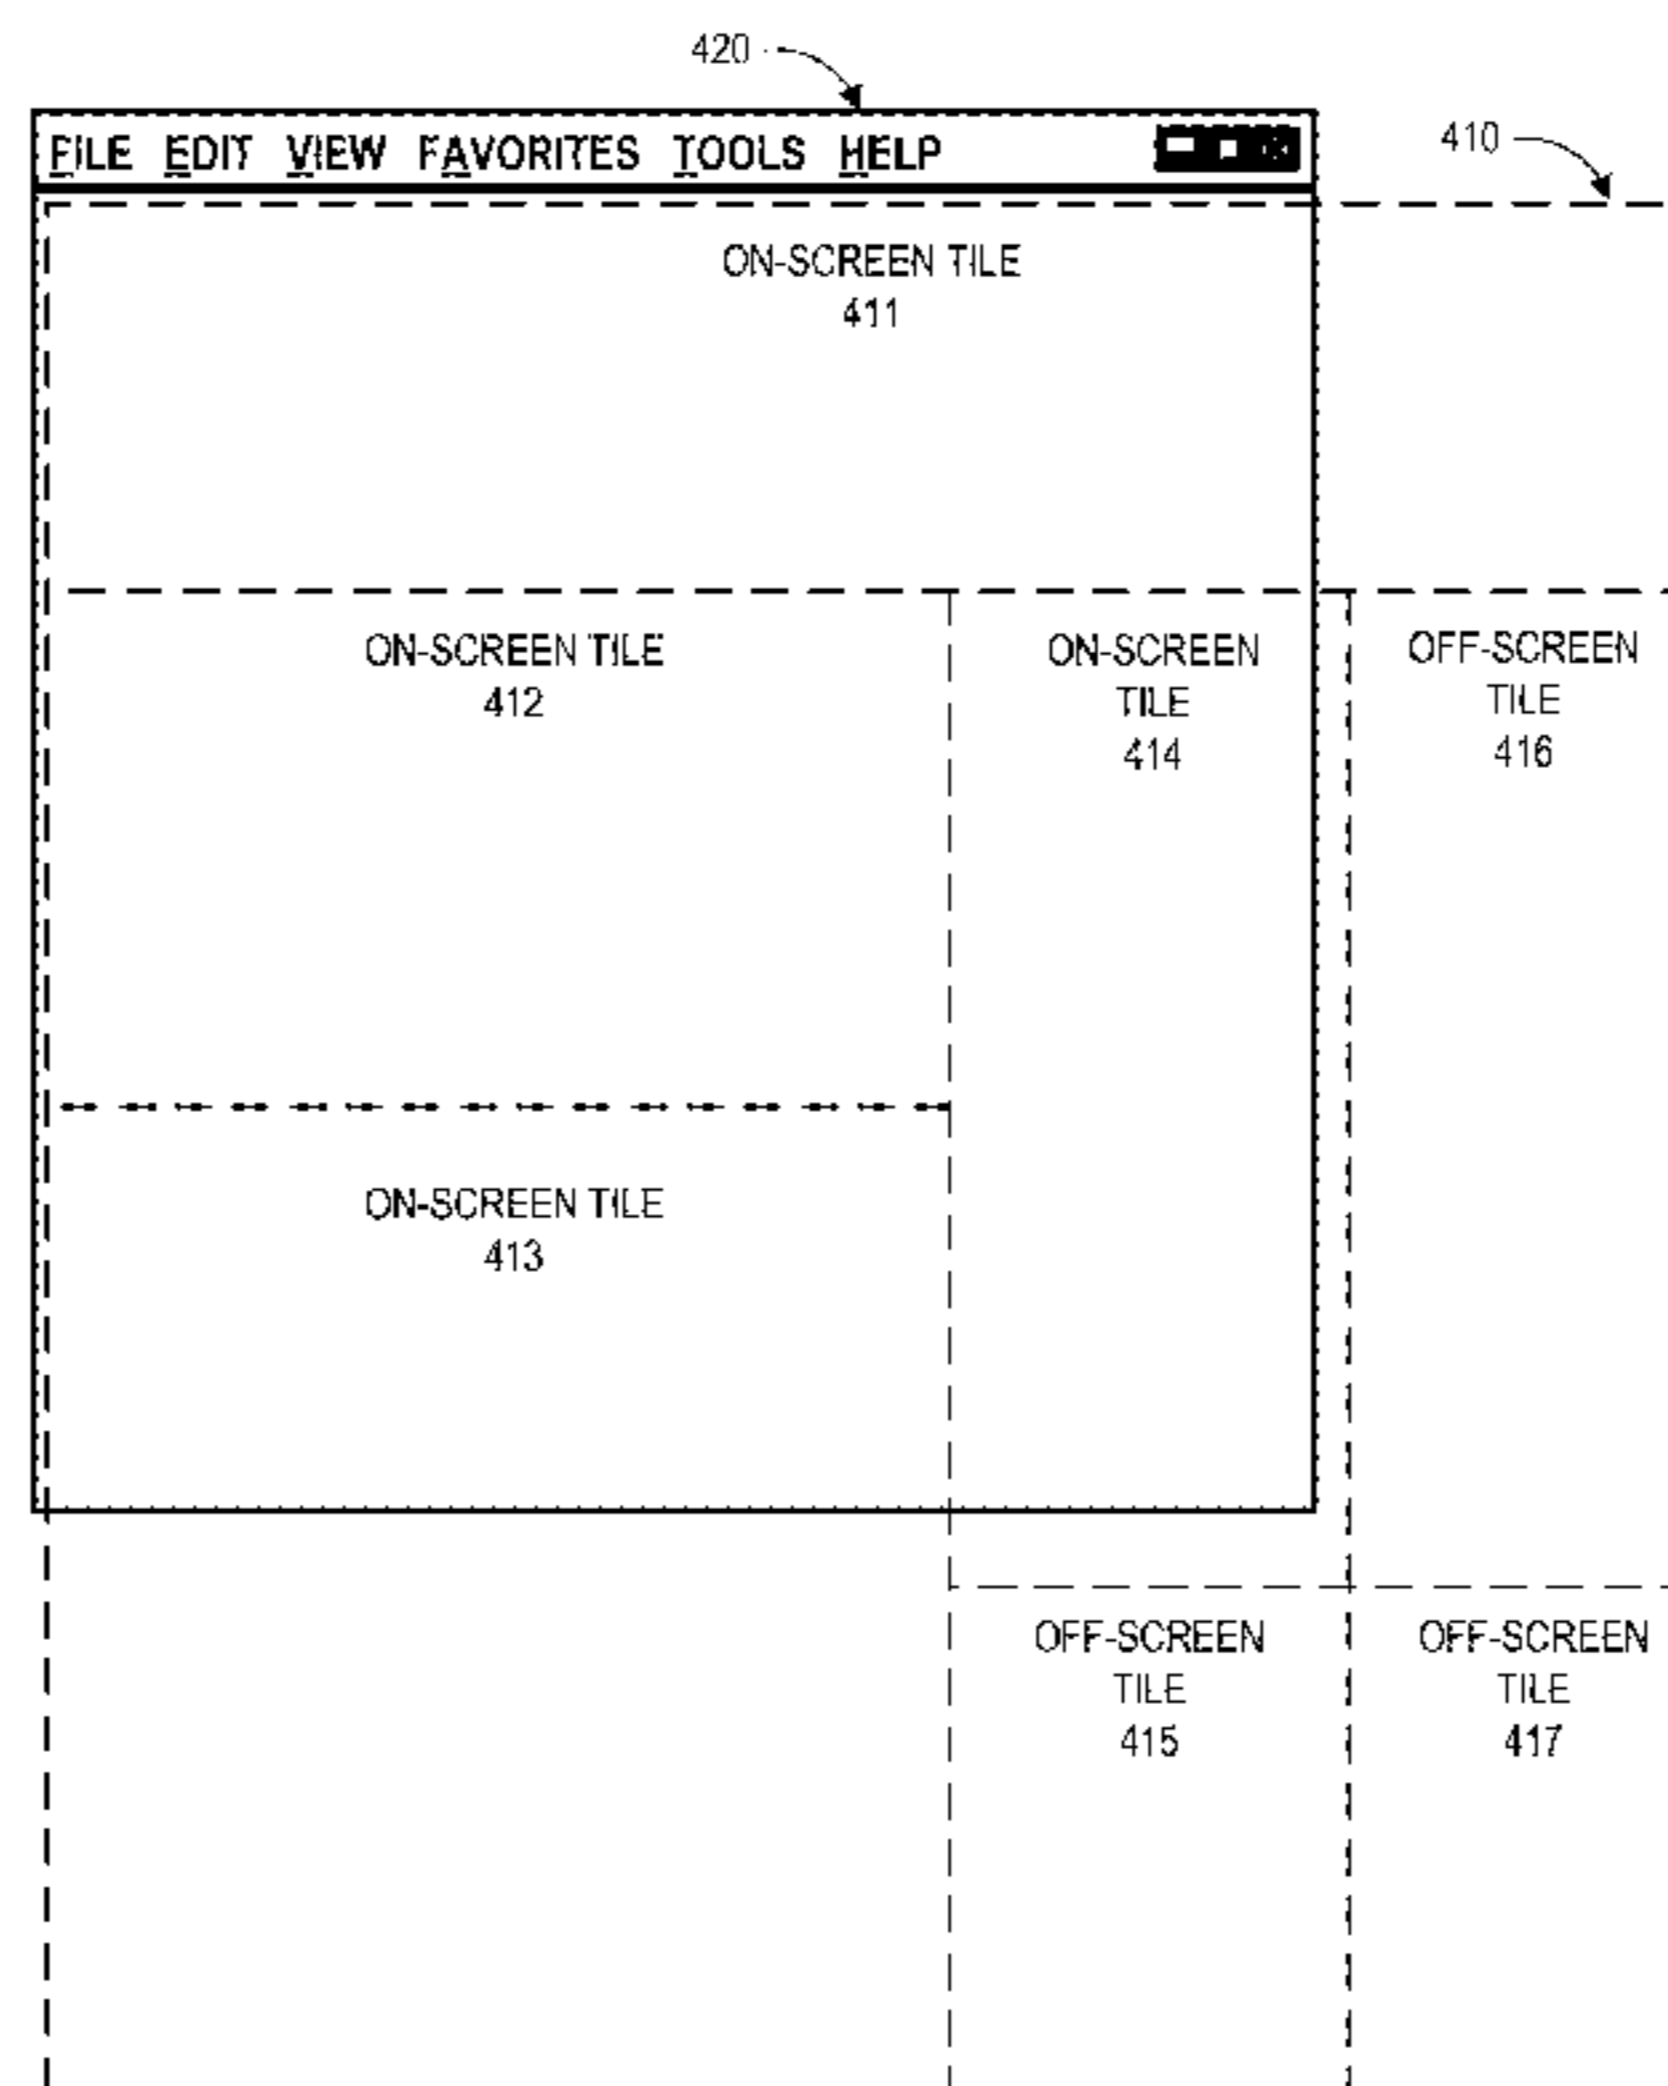 420
410
FILE EDIT VIEW FAVORITES TOOLS HELP
ON-SCREEN TILE
411
ON-SCREEN TILE
412
ON-SCREEN
TILE
414
OFF-SCREEN
TILE
416
ON-SCREEN TILE
413
OFF-SCREEN
TILE
415
OFF-SCREEN
TILE
417